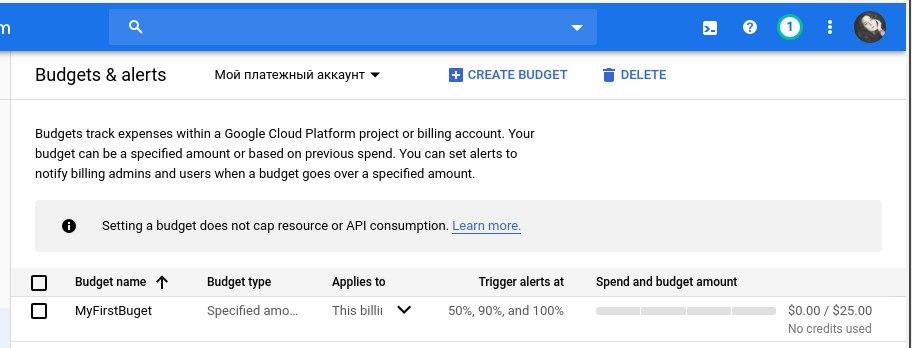 m
1
Budgets & alerts Мой платежный аккаунт CREATE BUDGET DELETE
Budgets track expenses within a Google Cloud Platform project or billing account. Your
budget can be a specified amount or based on previous spend. You can set alerts to
notify billing admins and users when a budget goes over a specified amount.
Setting a budget does not cap resource or API consumption. Learn more.
Budget name Budget type Applies to Trigger alerts at Spend and budget amount
MyFirstBuget Specified amo... This billi 50%, 90%, and 100% $0.00 / $25.00
No credits used